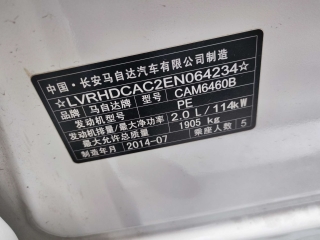 中国·长安马自达汽车有限公司制造
☆LVRHDCAC2EN064234☆
品牌 马自达牌 型号 CAM6460B
发动机型号 PE
发动机排量/最大净功率 2.0 L/114kW
最大允许总质量 1905 kg
制造年月 2014-07 乘座人数 5